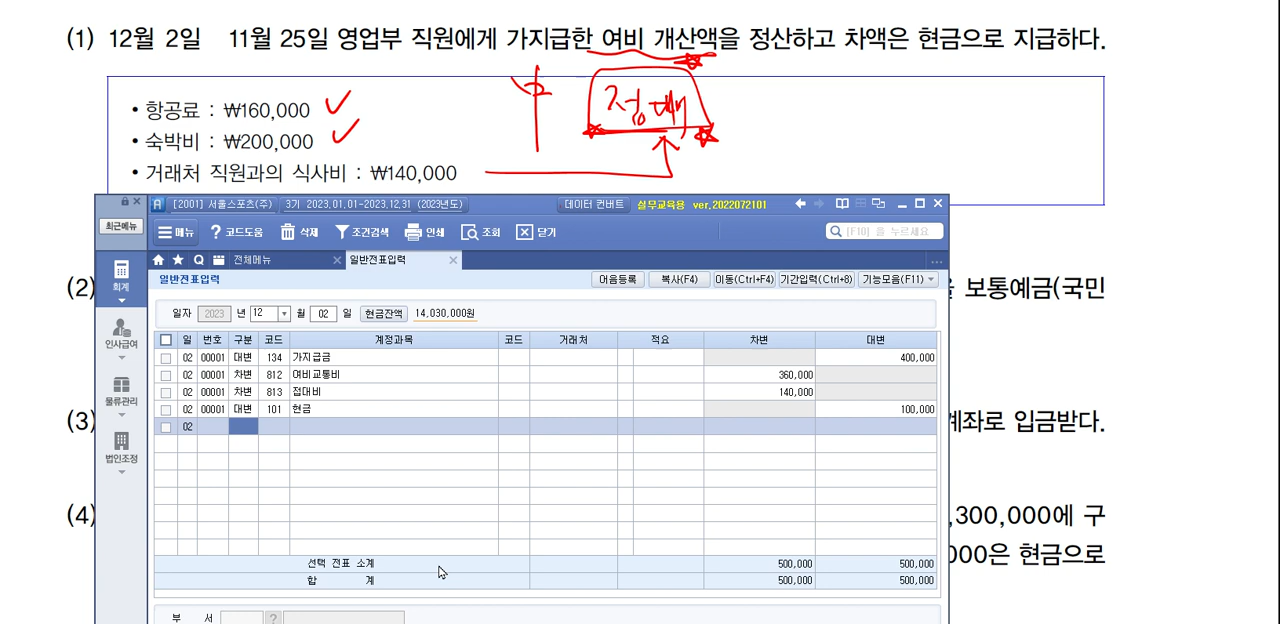 (1) 12월 2일 11월 25일 영업부 직원에게 가지급한 여비 개산액을 정산하고 차액은 현금으로 지급하다.
• 항공료 : ₩160,000
中
접대
• 숙박비 : ₩200,000
• 거래처 직원과의 식사비 : ₩140,000
[2001] 서울스포츠(주) 3기 2023.01.01-2023.12.31 (2023년도) 데이터 컨버트 실무교육용 ver.2022072101
최근메뉴 메뉴 ? 코드도움 삭제 조건검색 인쇄 조회 닫기 [F10] 을 누르세요
전체메뉴 일반전표입력
회계 일반전표입력 어음등록 복사(F4) 이동(Ctrl+F4) 기간입력(Ctrl+8) 기능모음(F11)
(2) 보통예금(국민
일자 2023 년 12 월 02 일 현금잔액 14,030,000원
인사급여
일 번호 구분 코드 계정과목 코드 거래처 적요 차변 대변
02 00001 대변 134 가지급금 400,000
02 00001 차변 812 여비교통비 360,000
02 00001 차변 813 접대비 140,000
02 00001 대변 101 현금 100,000
02
물류관리
(3) 계좌로 입금받다.
법인조정
(4) ,300,000에 구
000은 현금으로
선택 전표 소계 500,000 500,000
합 계 500,000 500,000
부 서 ?